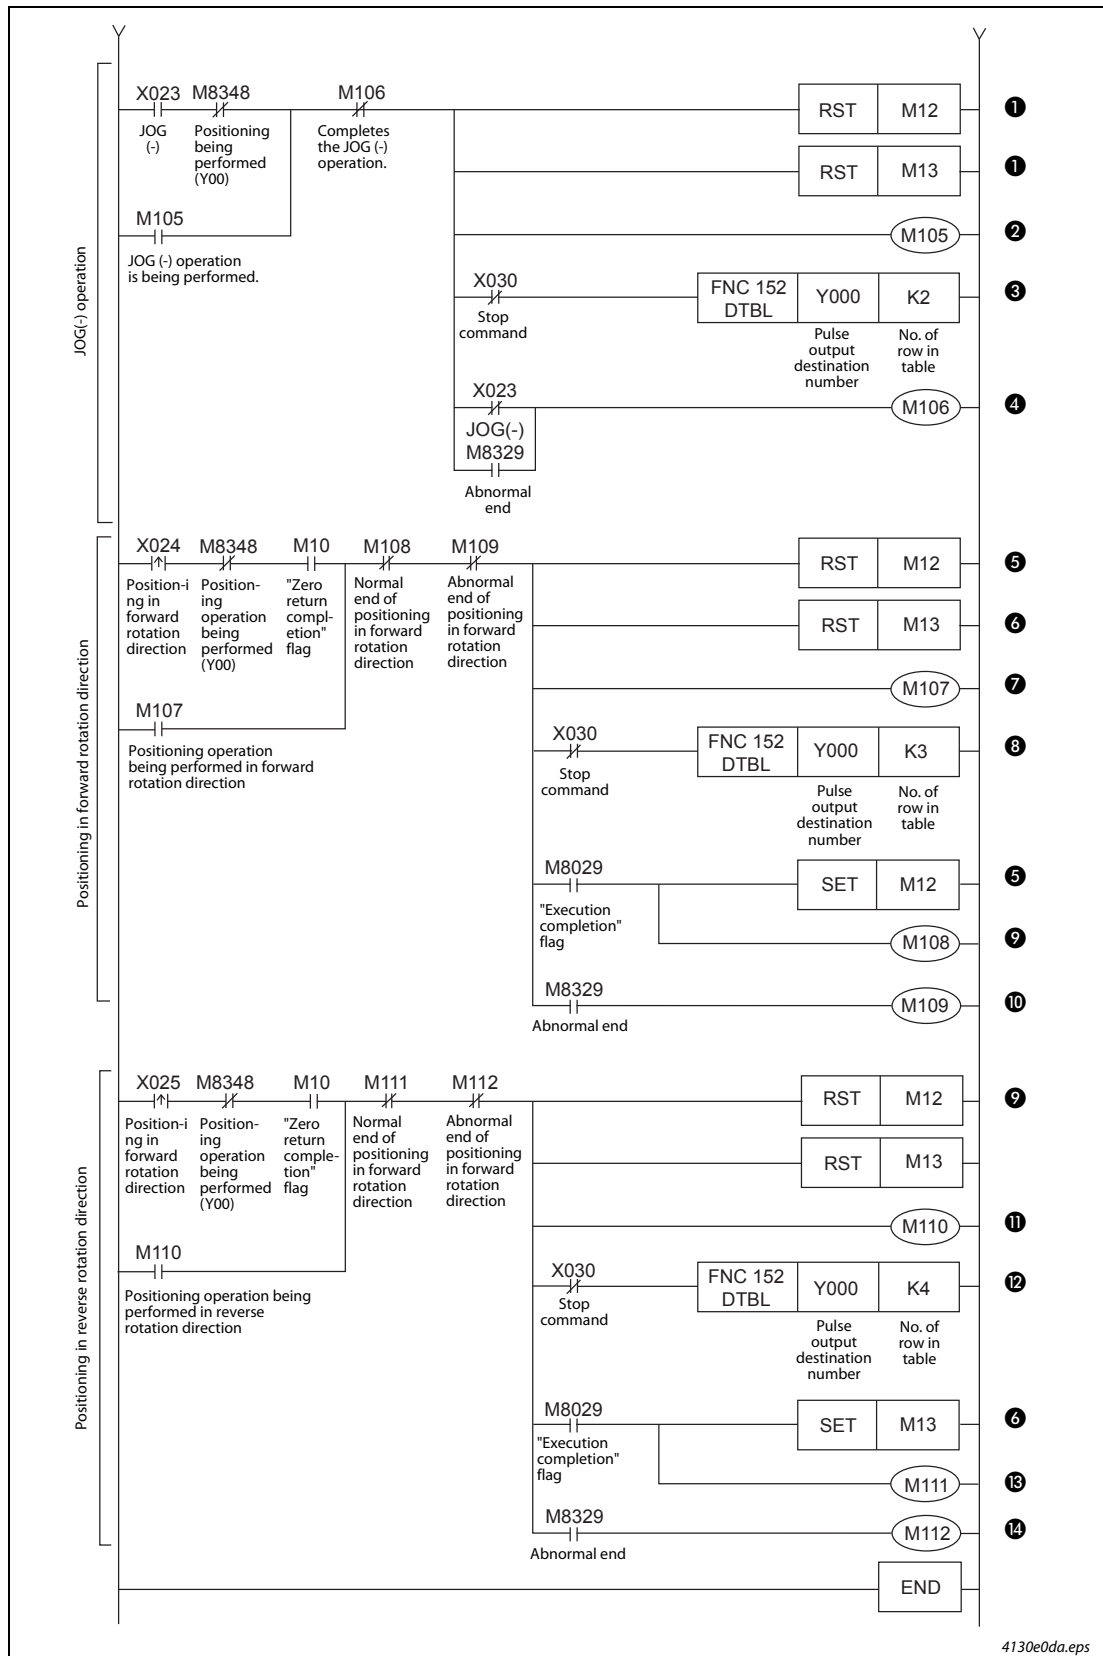 JOG(-) operation
X023 M8348 M106
JOG
(-)
Positioning
being
performed
(Y00)
Completes
the JOG (-)
operation.
RST M12 ❶
RST M13 ❶
M105
JOG (-) operation
is being performed.
M105 ❷
X030
Stop
command
FNC 152
DTBL
Y000 K2 ❸
Pulse
output
destination
number
No. of
row in
table
X023
JOG(-)
M106 ❹
M8329
Abnormal
end
Positioning in forward rotation direction
X024 M8348 M10 M108 M109
Position-i
ng in
forward
rotation
direction
Position-
ing
operation
being
performed
(Y00)
"Zero
return
compl-
etion"
flag
Normal
end of
positioning
in forward
rotation
direction
Abnormal
end of
positioning
in forward
rotation
direction
RST M12 ❺
RST M13 ❻
M107 ❼
M107
Positioning operation
being performed in forward
rotation direction
X030
Stop
command
FNC 152
DTBL
Y000 K3 ❽
Pulse
output
destination
number
No. of
row in
table
M8029
"Execution
completion"
flag
SET M12 ❺
M108 ❾
M8329
Abnormal end
M109 ❿
Positioning in reverse rotation direction
X025 M8348 M10 M111 M112
Position-i
ng in
forward
rotation
direction
Position-
ing
operation
being
performed
(Y00)
"Zero
return
comple-
tion"
flag
Normal
end of
positioning
in forward
rotation
direction
Abnormal
end of
positioning
in forward
rotation
direction
RST M12 ❾
RST M13
M110 ⓫
M110
Positioning operation being
performed in reverse
rotation direction
X030
Stop
command
FNC 152
DTBL
Y000 K4 ⓬
Pulse
output
destination
number
No. of
row in
table
M8029
"Execution
completion"
flag
SET M13 ❻
M111 ⓭
M8329
Abnormal end
M112 ⓮
END
4130e0da.eps